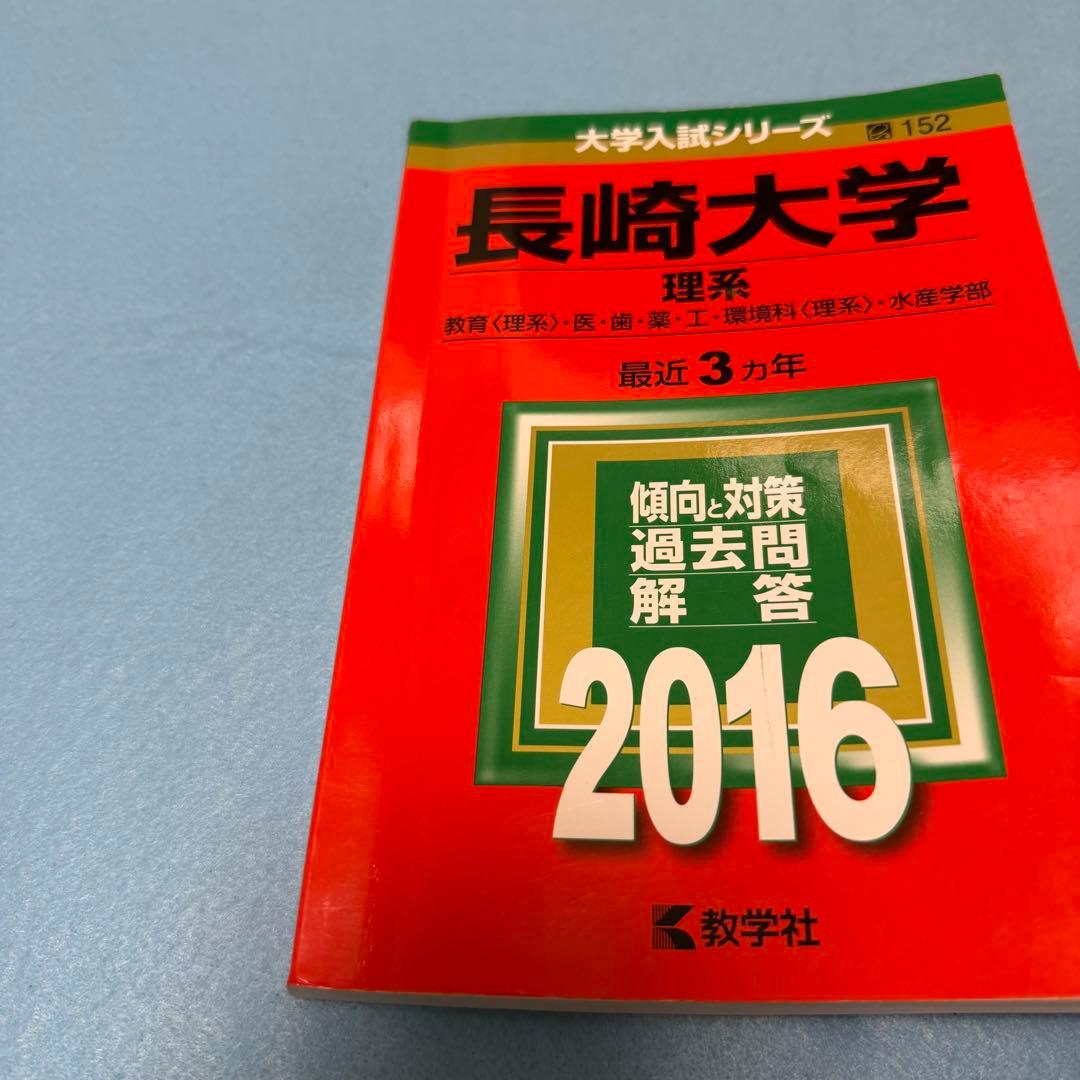 大学入試シリーズ 152
長崎大学
理系
教育〈理系〉・医・歯・薬・工・環境科〈理系〉・水産学部
最近3ヵ年
傾向と対策
過去問
解答
2016
教学社